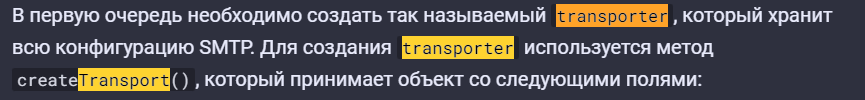 В первую очередь необходимо создать так называемый transporter, который хранит
всю конфигурацию SMTP. Для создания transporter используется метод
createTransport(), который принимает объект со следующими полями: